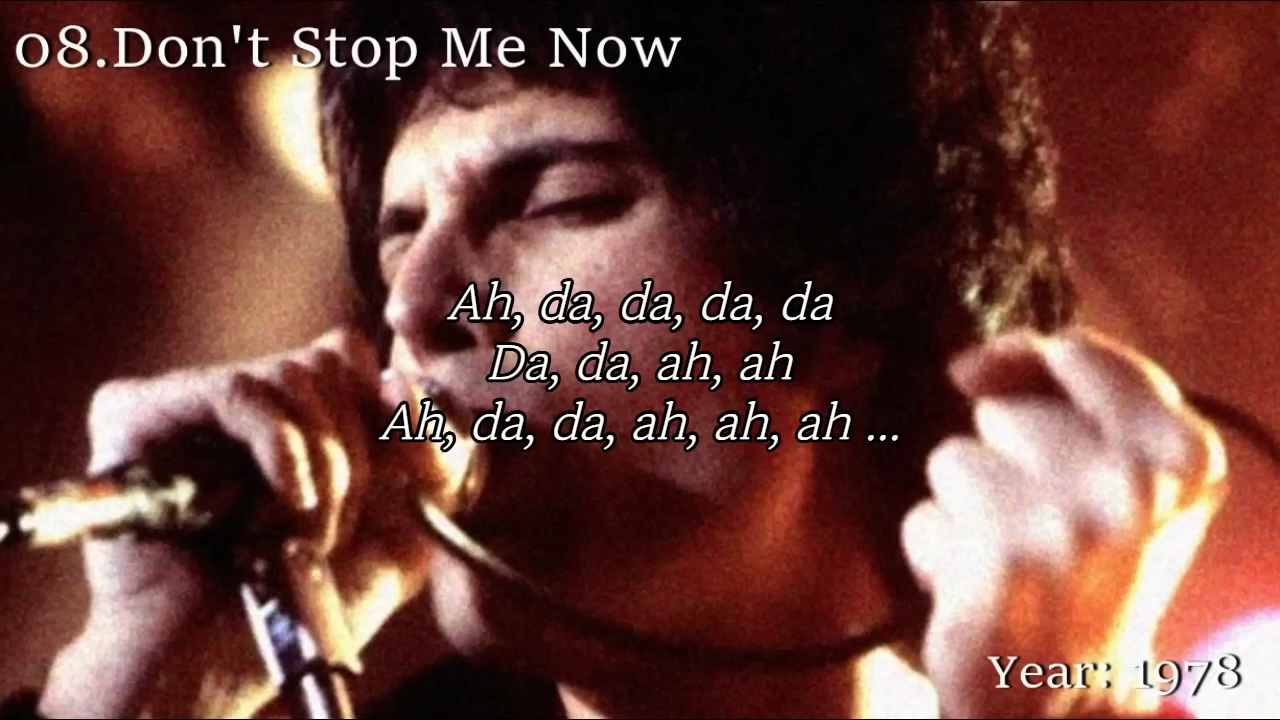 08.Don't Stop Me Now
Ah, da, da, da, da
Da, da, ah, ah
Ah, da, da, ah, ah, ah ...
Year: 1978